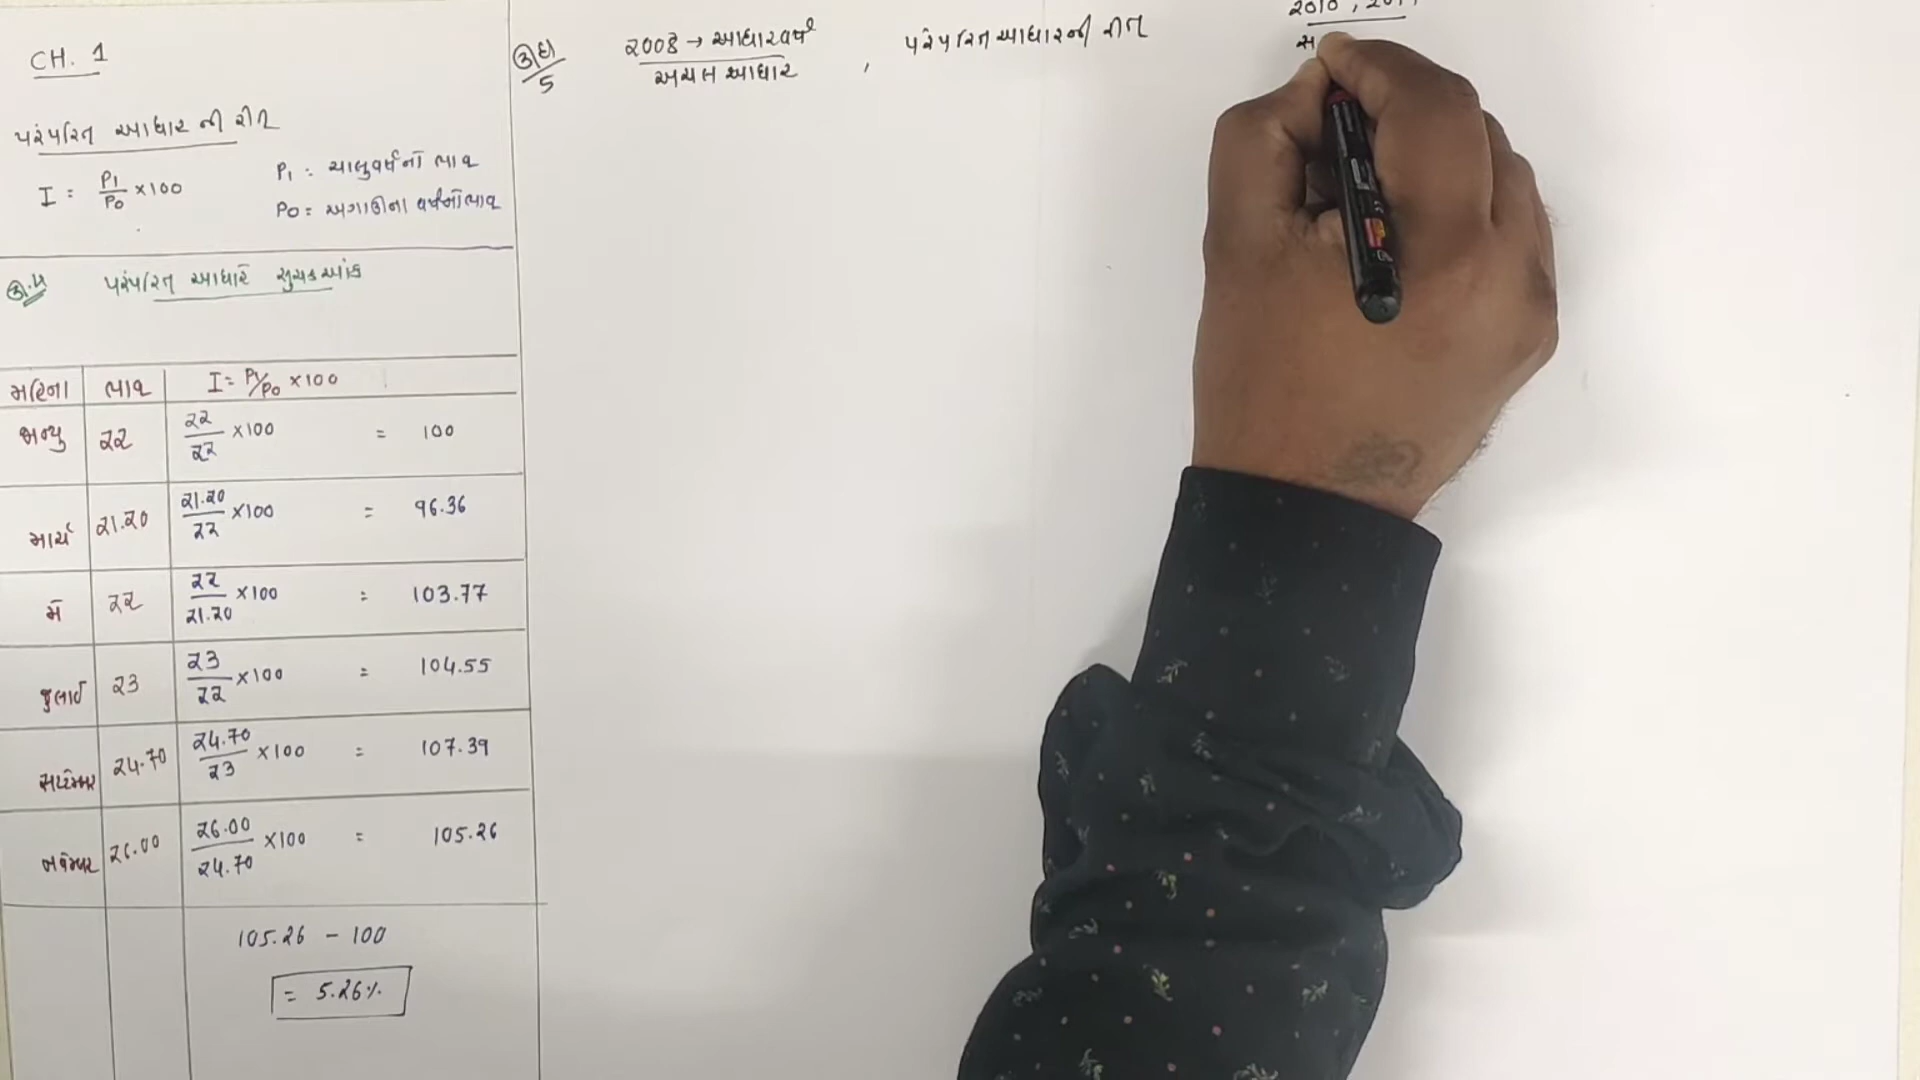 CH. 1
પરંપરિત આધાર ની રીત
I = P1/P0 ×100
P1 = ચાલુવર્ષનો ભાવ
P0 = અગાઉના વર્ષનો ભાવ
ઉ.5 પરંપરિત આધારે સુચકઆંક
મહિના ભાવ I = P1/P0 ×100
જાન્યુ 22 22/22 ×100 = 100
માર્ચ 21.20 21.20/22 ×100 = 96.36
મે 22 22/21.20 ×100 = 103.77
જુલાઈ 23 23/22 ×100 = 104.55
સપ્ટેમ્બર 24.70 24.70/23 ×100 = 107.39
નવેમ્બર 26.00 26.00/24.70 ×100 = 105.26
105.26 - 100
= 5.26%
ઉદા/5
2008 → આધારવર્ષ
અચલ આધાર , પરંપરિત આધારની રીત
2010 ,
સ